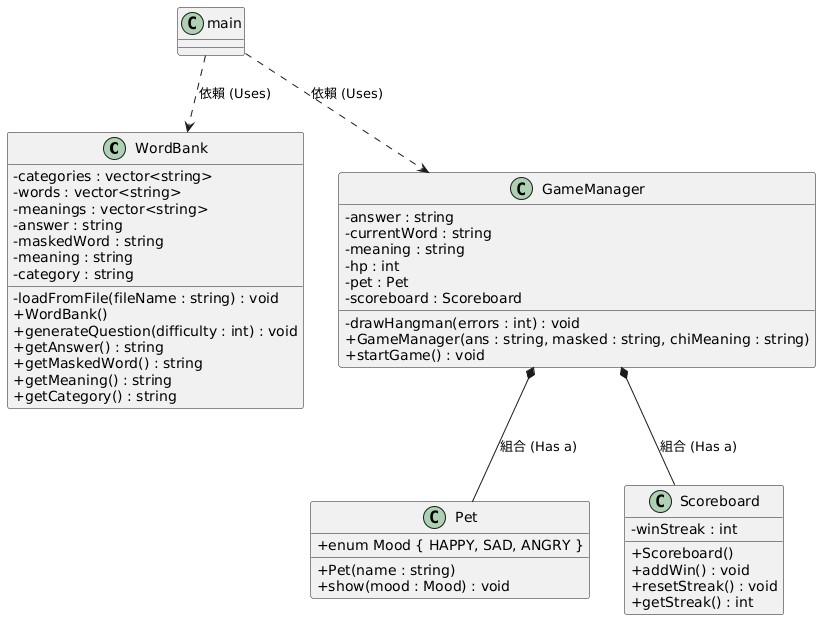 C main
依賴 (Uses)
依賴 (Uses)
C WordBank
-categories : vector<string>
-words : vector<string>
-meanings : vector<string>
-answer : string
-maskedWord : string
-meaning : string
-category : string
-loadFromFile(fileName : string) : void
+WordBank()
+generateQuestion(difficulty : int) : void
+getAnswer() : string
+getMaskedWord() : string
+getMeaning() : string
+getCategory() : string
C GameManager
-answer : string
-currentWord : string
-meaning : string
-hp : int
-pet : Pet
-scoreboard : Scoreboard
-drawHangman(errors : int) : void
+GameManager(ans : string, masked : string, chiMeaning : string)
+startGame() : void
組合 (Has a)
組合 (Has a)
C Pet
+enum Mood { HAPPY, SAD, ANGRY }
+Pet(name : string)
+show(mood : Mood) : void
C Scoreboard
-winStreak : int
+Scoreboard()
+addWin() : void
+resetStreak() : void
+getStreak() : int